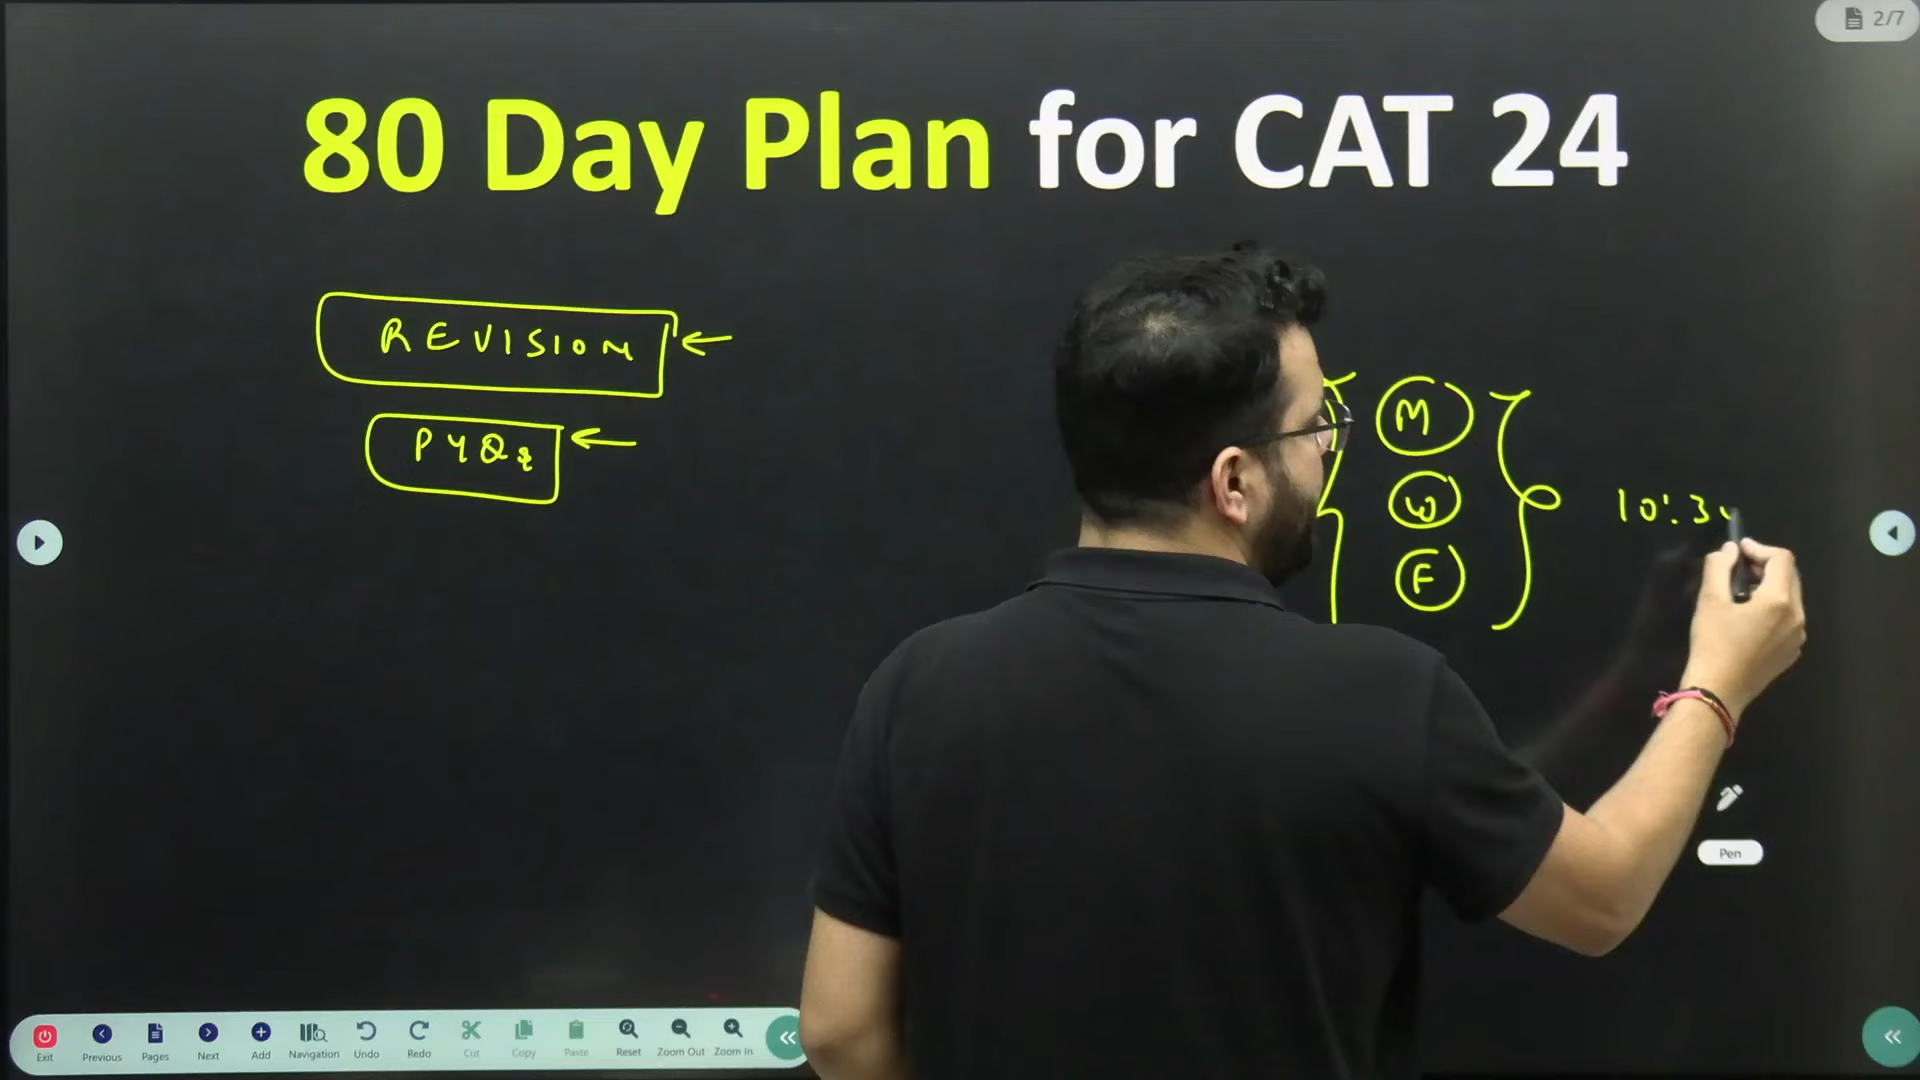 2/7
80 Day Plan for CAT 24
REVISION
PYQs
M
W
F
10:3
Pen
Exit
Previous
Pages
Next
Add
Navigation
Undo
Redo
Cut
Copy
Paste
Reset
Zoom Out
Zoom In